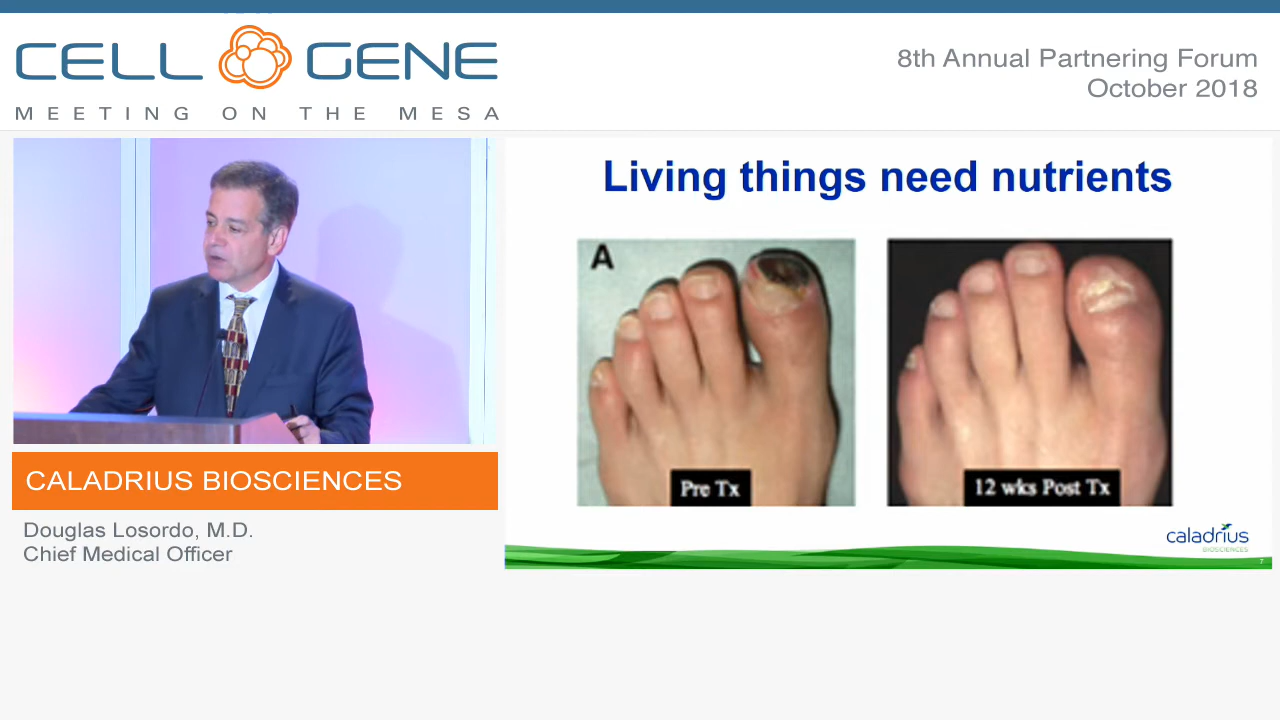 CELL GENE
MEETING ON THE MESA
8th Annual Partnering Forum
October 2018
Living things need nutrients
A
Pre Tx
12 wks Post Tx
caladrius
BIOSCIENCES
7
CALADRIUS BIOSCIENCES
Douglas Losordo, M.D.
Chief Medical Officer